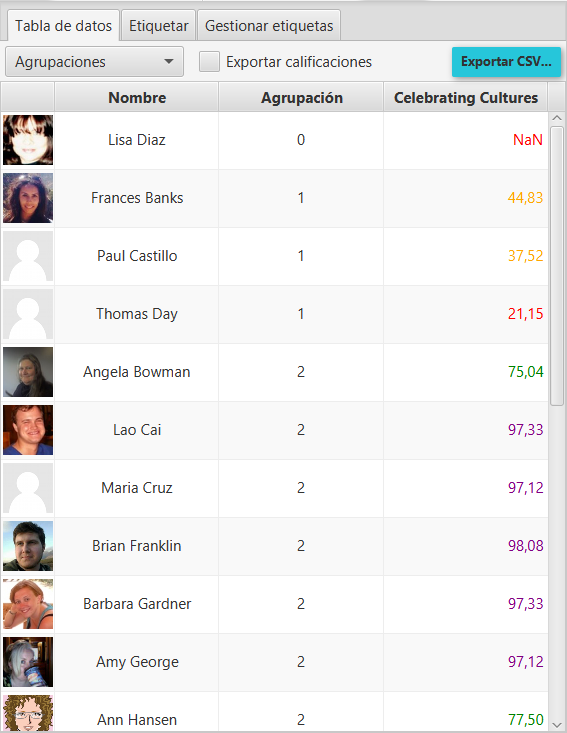 Tabla de datos Etiquetar Gestionar etiquetas
Agrupaciones Exportar calificaciones Exportar CSV...
Nombre Agrupación Celebrating Cultures
Lisa Diaz 0 NaN
Frances Banks 1 44,83
Paul Castillo 1 37,52
Thomas Day 1 21,15
Angela Bowman 2 75,04
Lao Cai 2 97,33
Maria Cruz 2 97,12
Brian Franklin 2 98,08
Barbara Gardner 2 97,33
Amy George 2 97,12
Ann Hansen 2 77,50